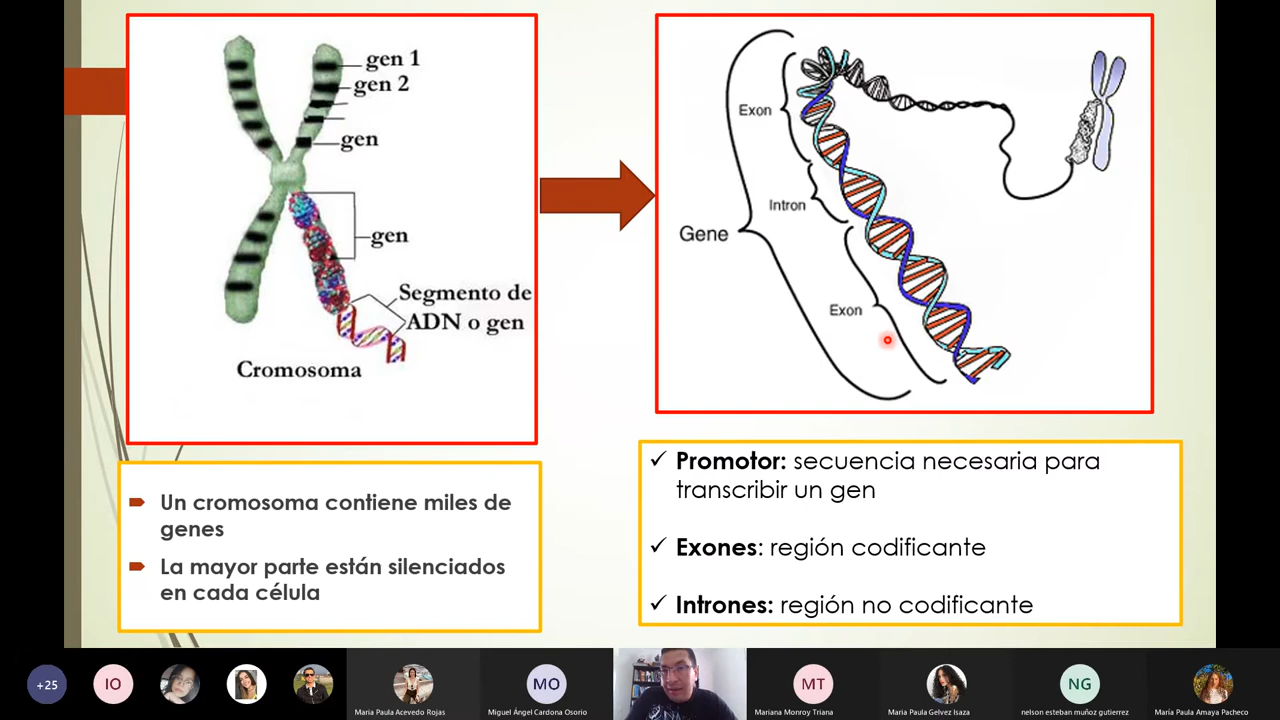 gen 1
gen 2
gen
gen
Segmento de
ADN o gen
Cromosoma
Exon
Intron
Gene
Exon
Un cromosoma contiene miles de
genes
La mayor parte están silenciados
en cada célula
✓ Promotor: secuencia necesaria para
transcribir un gen
✓ Exones: región codificante
✓ Intrones: región no codificante
+25
IO
Maria Paula Acevedo Rojas
MO
Miguel Ángel Cardona Osorio
MT
Mariana Monroy Triana
Maria Paula Gelvez Isaza
NG
nelson esteban muñoz gutierrez
María Paula Amaya Pacheco